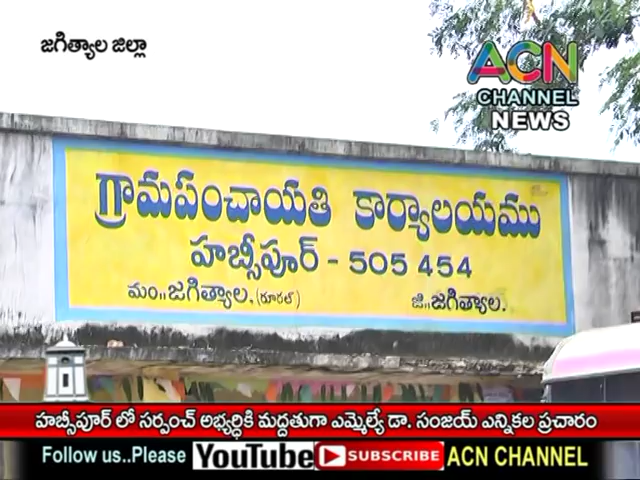 జగిత్యాల జిల్లా
ACN
CHANNEL
NEWS
గ్రామపంచాయతి కార్యాలయము
హబ్సీపూర్ - 505 454
మం,, జగిత్యాల, (రూరల్) జి,, జగిత్యాల.
హబ్సీపూర్ లో సర్పంచ్ అభ్యర్థికి మద్దతుగా ఎమ్మెల్యే డా. సంజయ్ ఎన్నికల ప్రచారం
Follow us..Please YouTube SUBSCRIBE ACN CHANNEL